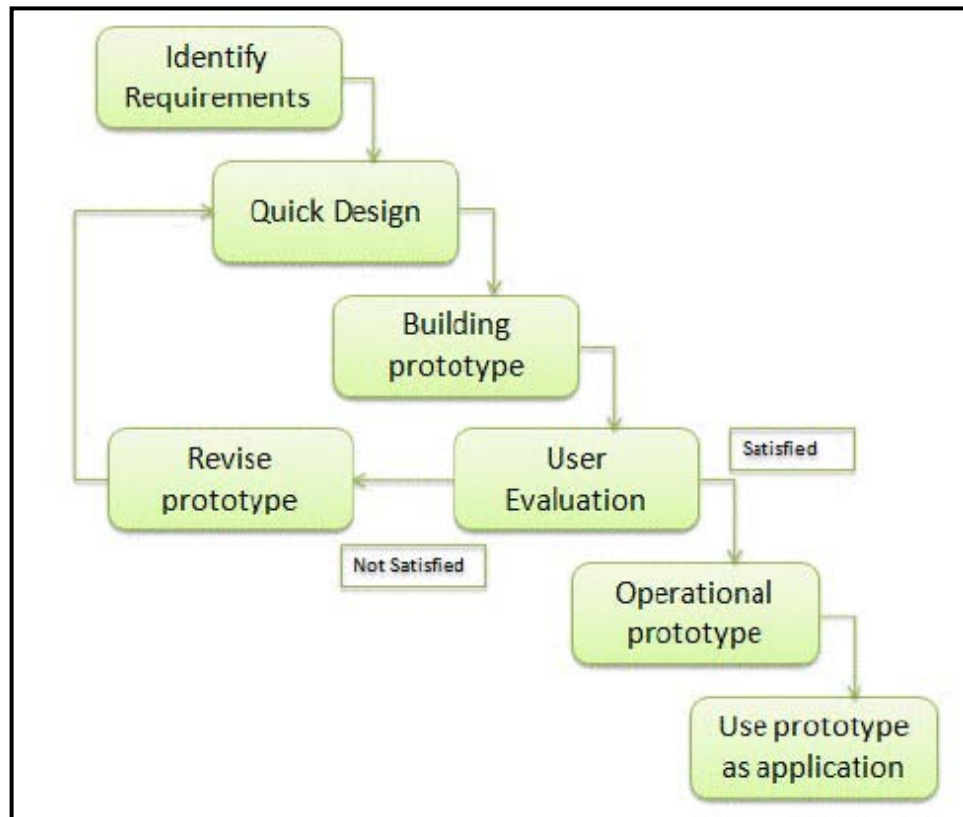 Identify
Requirements
Quick Design
Building
prototype
Revise
prototype
User
Evaluation
Satisfied
Not Satisfied
Operational
prototype
Use prototype
as application